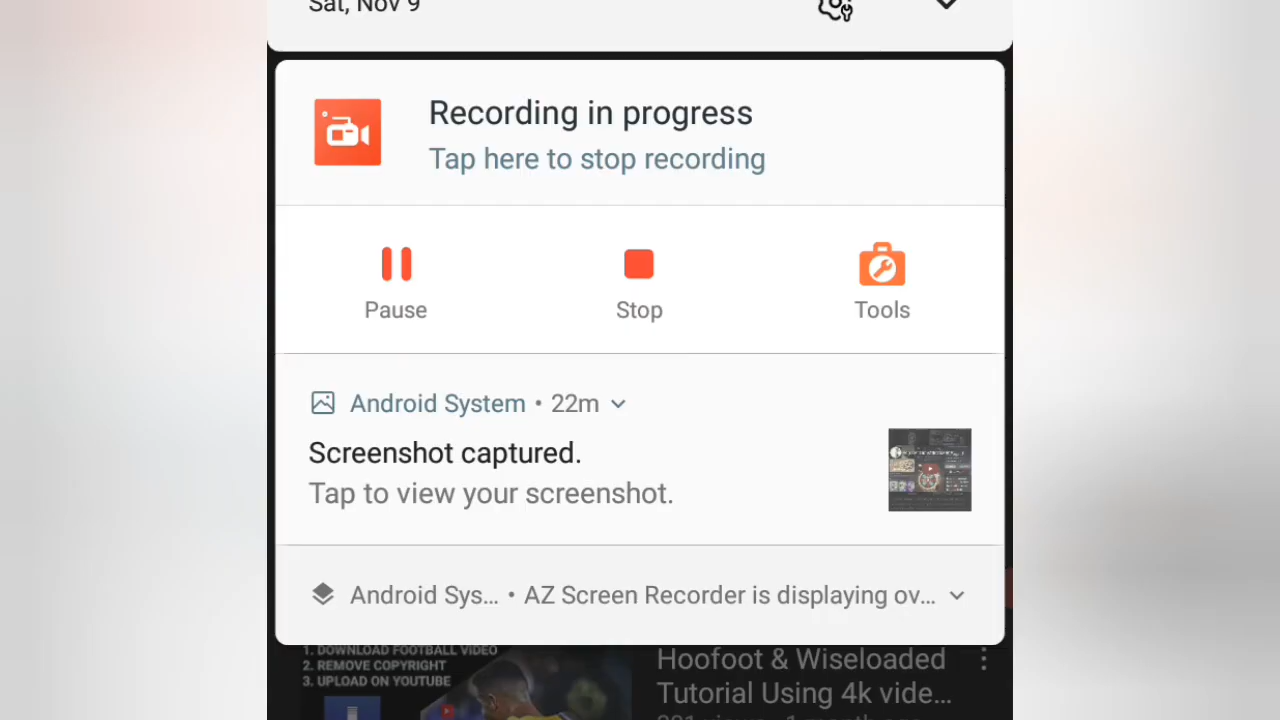 Sat, Nov 9
Recording in progress
Tap here to stop recording
Pause
Stop
Tools
Android System • 22m
Screenshot captured.
Tap to view your screenshot.
Android Sys... • AZ Screen Recorder is displaying ov...
1. DOWNLOAD FOOTBALL VIDEO
2. REMOVE COPYRIGHT
3. UPLOAD ON YOUTUBE
Hoofoot & Wiseloaded
Tutorial Using 4k vide...